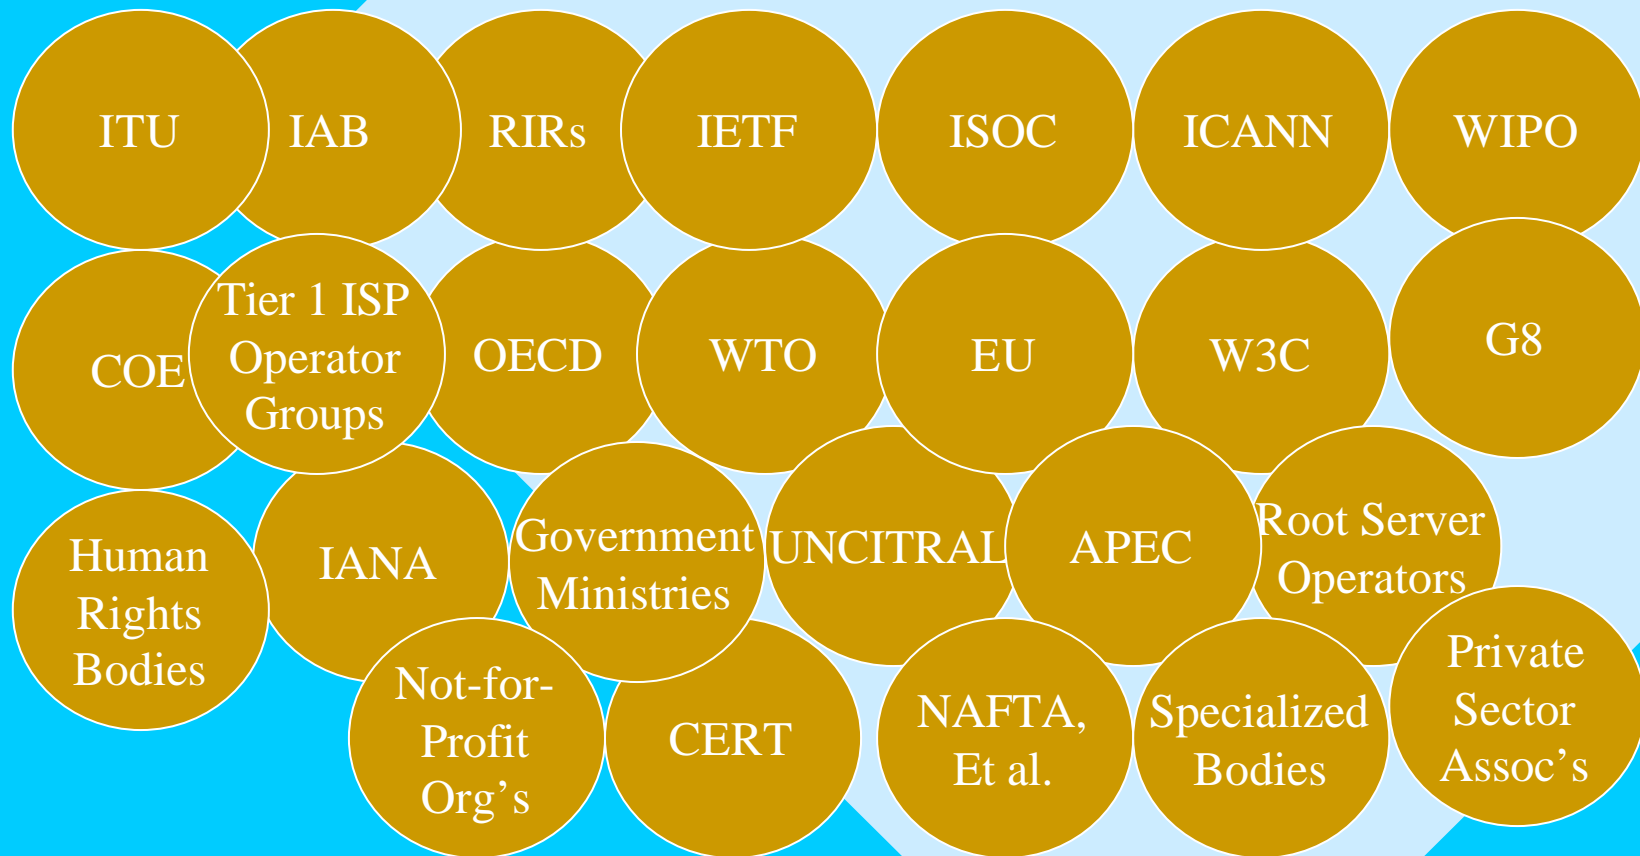 ITU
IAB
RIRs
IETF
ISOC
ICANN
WIPO
COE
Tier 1 ISP
Operator
Groups
OECD
WTO
EU
W3C
G8
Human
Rights
Bodies
IANA
Government
Ministries
UNCITRAL
APEC
Root Server
Operators
Not-for-
Profit
Org’s
CERT
NAFTA,
Et al.
Specialized
Bodies
Private
Sector
Assoc’s